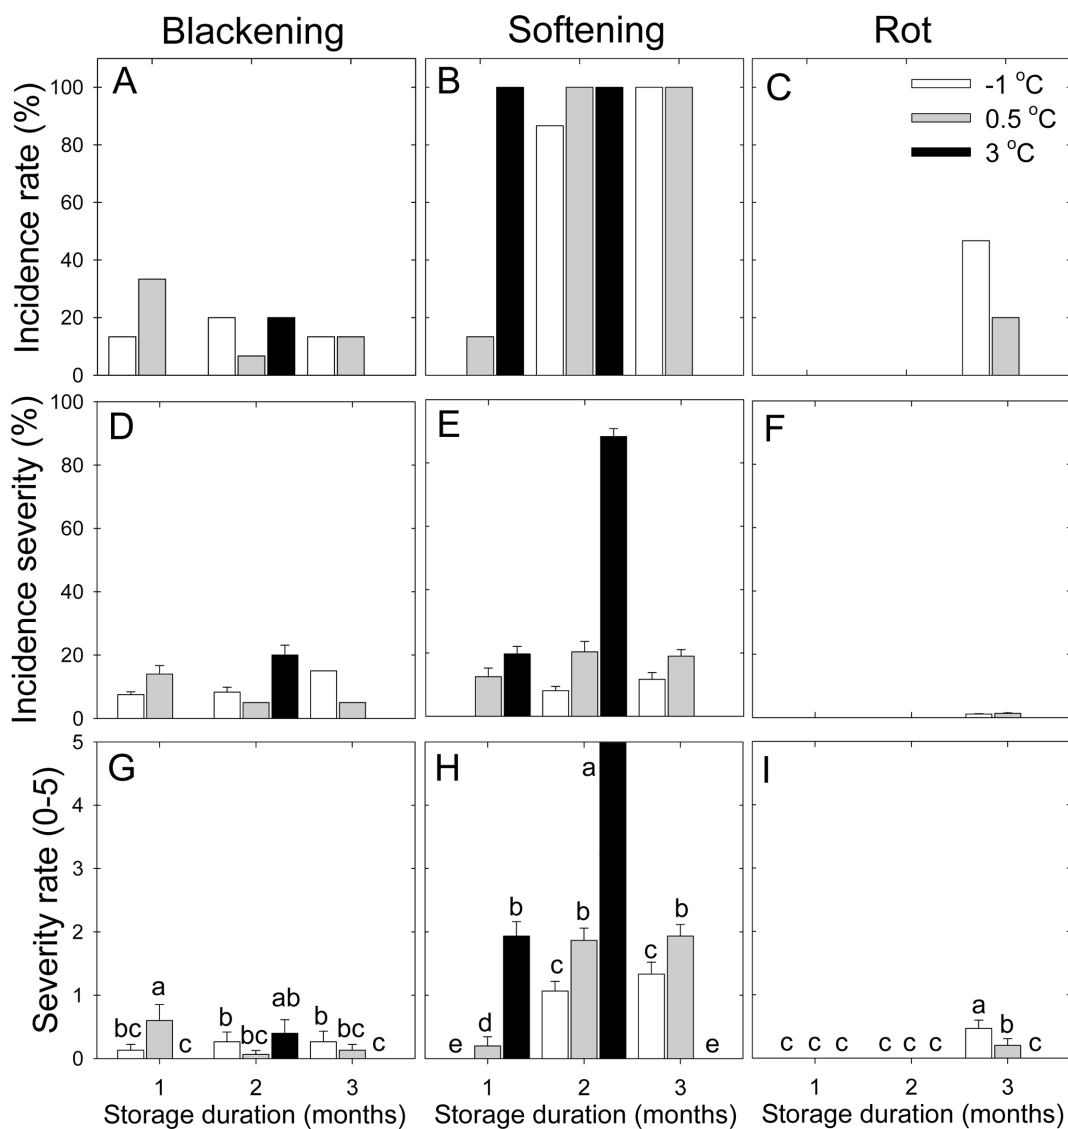 Blackening Softening Rot
A B C
-1 °C
0.5 °C
3 °C
Incidence rate (%)
100
80
60
40
20
0
D E F
Incidence severity (%)
100
80
60
40
20
0
G H I
Severity rate (0-5)
5
4
3
2
1
0
bc a c b bc ab b bc c
e d b c b a c b e
c c c c c c a b c
1 2 3 1 2 3 1 2 3
Storage duration (months) Storage duration (months) Storage duration (months)